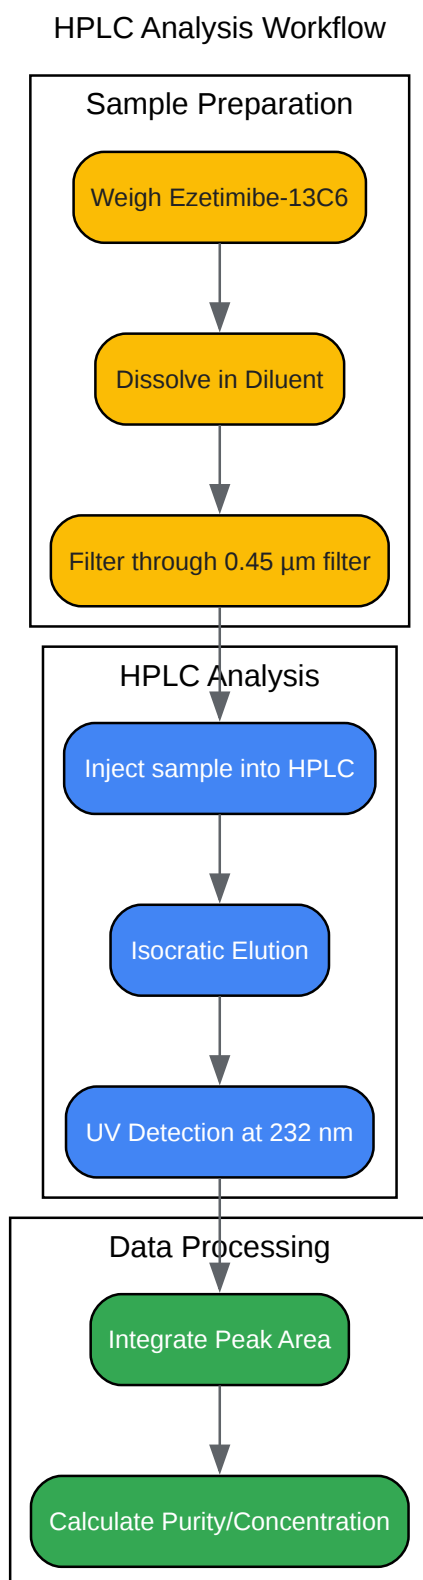 HPLC Analysis Workflow
Sample Preparation
Weigh Ezetimibe-13C6
Dissolve in Diluent
Filter through 0.45 µm filter
HPLC Analysis
Inject sample into HPLC
Isocratic Elution
UV Detection at 232 nm
Data Processing
Integrate Peak Area
Calculate Purity/Concentration